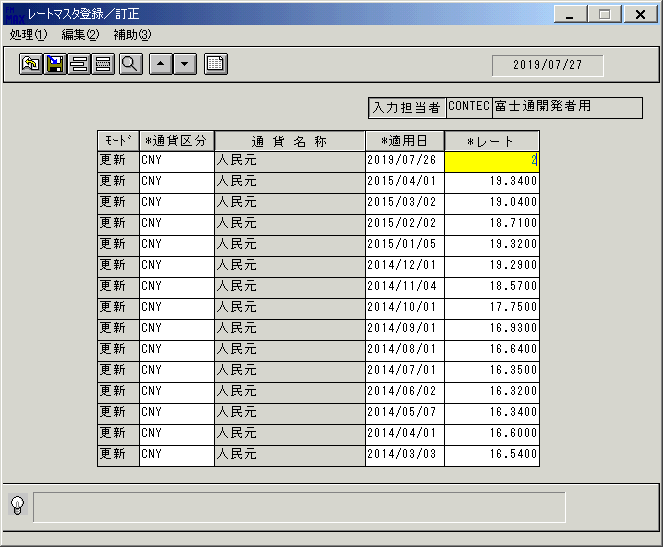 レートマスタ登録／訂正
処理(1) 編集(2) 補助(3)
2019/07/27
入力担当者 CONTEC 富士通開発者用
ﾓｰﾄﾞ *通貨区分 通 貨 名 称 *適用日 *レート
更新 CNY 人民元 2019/07/26 2
更新 CNY 人民元 2015/04/01 19.3400
更新 CNY 人民元 2015/03/02 19.0400
更新 CNY 人民元 2015/02/02 18.7100
更新 CNY 人民元 2015/01/05 19.3200
更新 CNY 人民元 2014/12/01 19.2900
更新 CNY 人民元 2014/11/04 18.5700
更新 CNY 人民元 2014/10/01 17.7500
更新 CNY 人民元 2014/09/01 16.9300
更新 CNY 人民元 2014/08/01 16.6400
更新 CNY 人民元 2014/07/01 16.3500
更新 CNY 人民元 2014/06/02 16.3200
更新 CNY 人民元 2014/05/07 16.3400
更新 CNY 人民元 2014/04/01 16.6000
更新 CNY 人民元 2014/03/03 16.5400